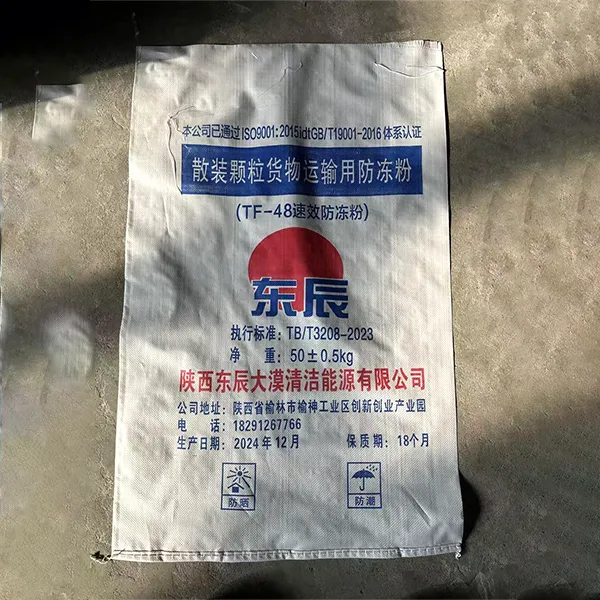 本公司已通过ISO9001:2015idtGB/T19001-2016体系认证
散装颗粒货物运输用防冻粉
(TF-48速效防冻粉)
东辰
执行标准：TB/T3208-2023
净 重：50±0.5kg
陕西东辰大漠清洁能源有限公司
公司地址：陕西省榆林市榆神工业区创新创业产业园
电 话：18291267766
生产日期：2024年12月 保质期：18个月
防晒 防潮